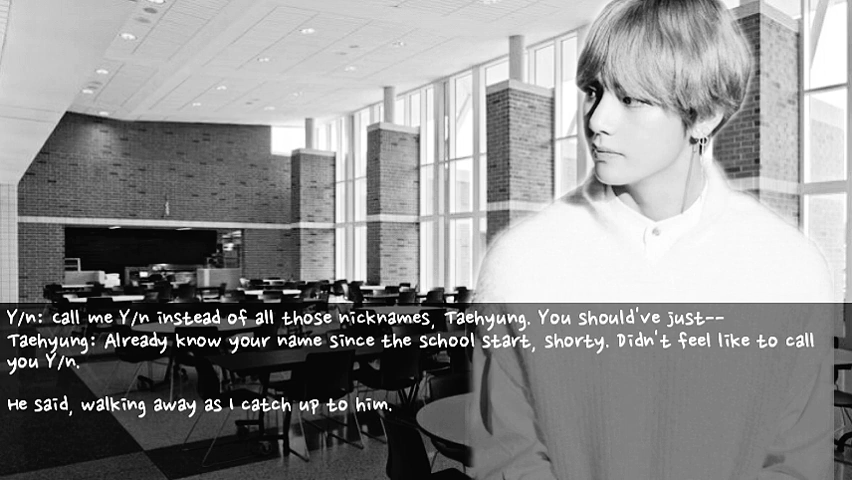 Y/n: call me Y/n instead of all those nicknames, Taehyung. You should've just--
Taehyung: Already know your name since the school start, shorty. Didn't feel like to call
you Y/n.
He said, walking away as I catch up to him.